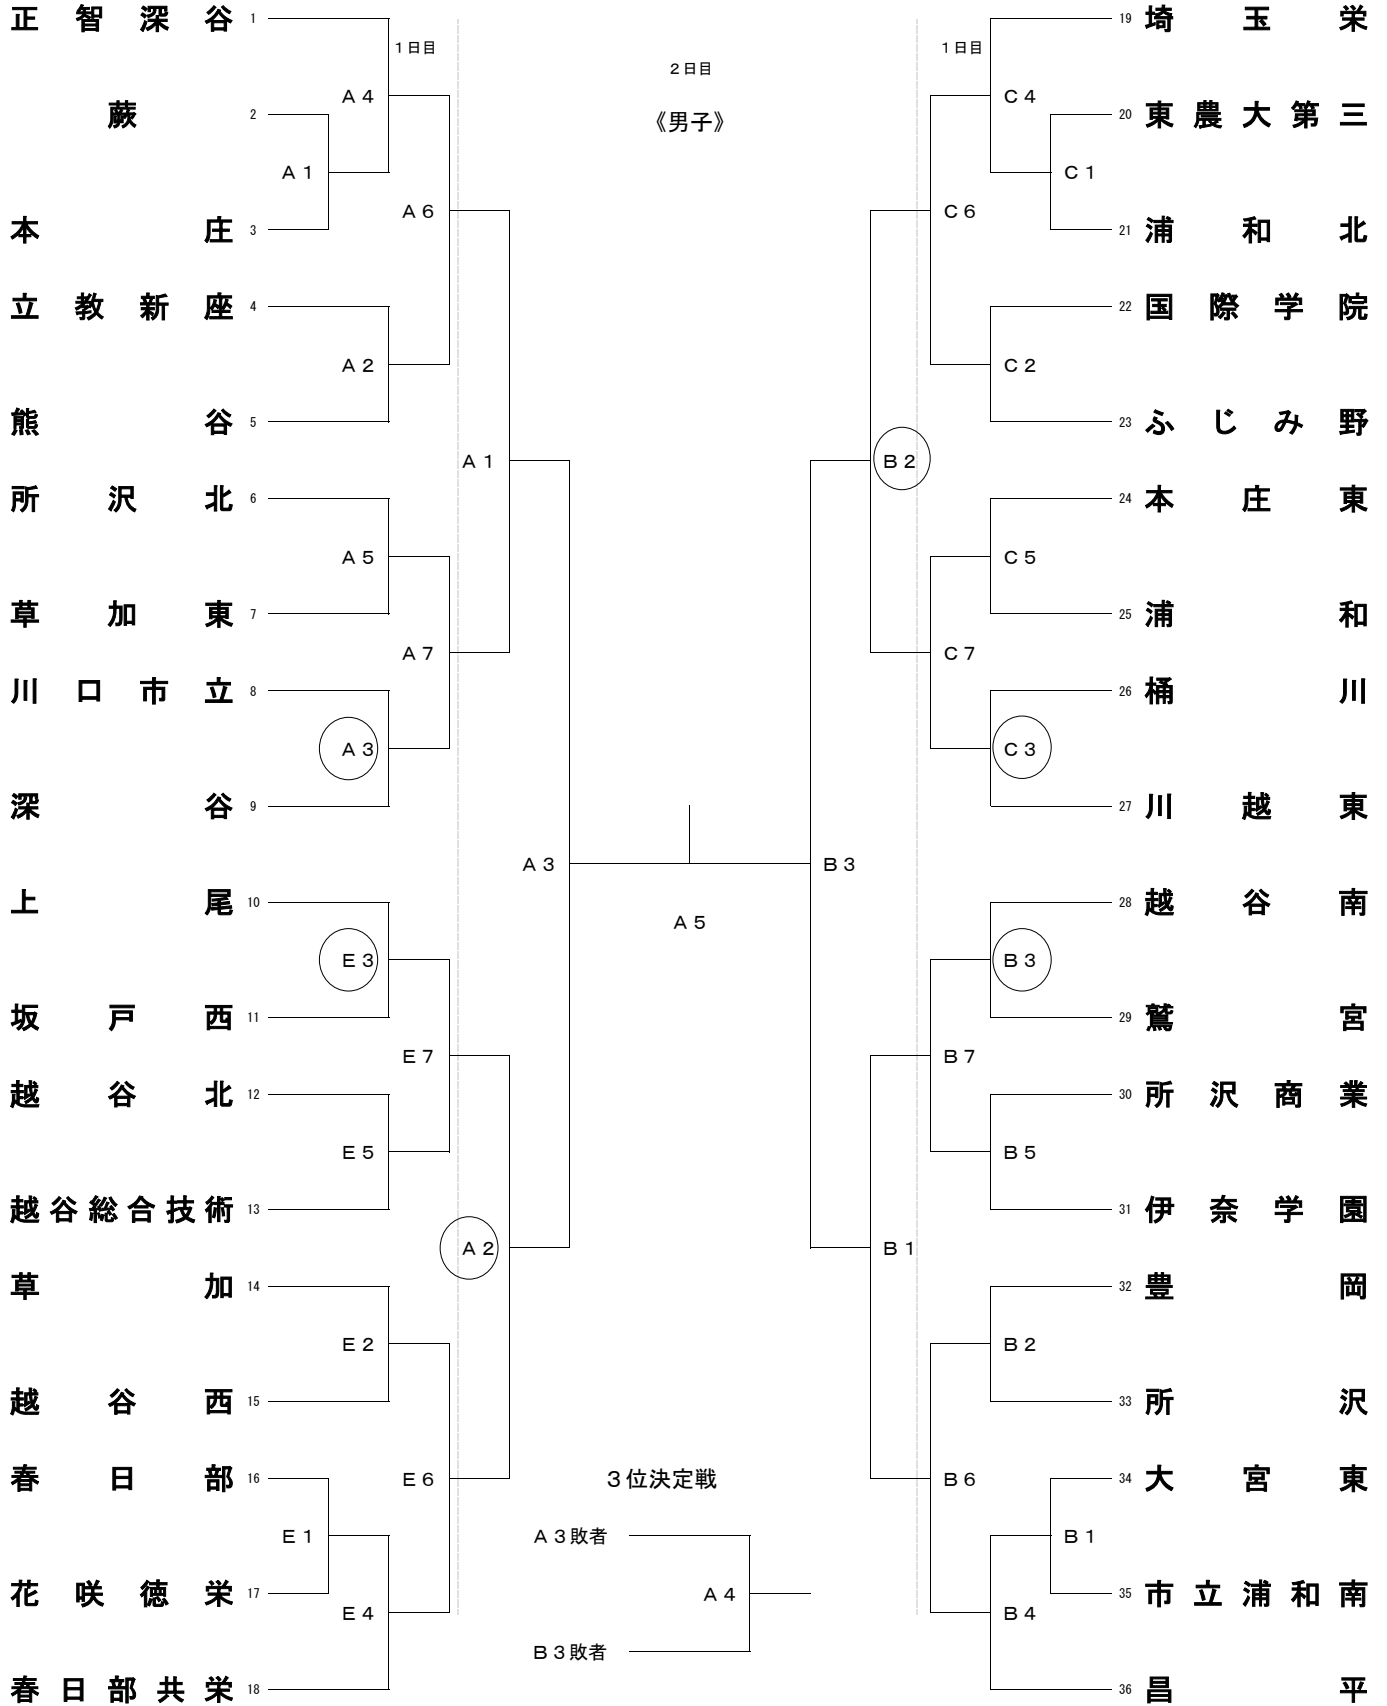 正智深谷 1
1日目
A4
蕨 2
A1
A6
本庄 3
立教新座 4
A2
熊谷 5
A1
所沢北 6
A5
草加東 7
A7
川口市立 8
A3
深谷 9
A3
上尾 10
E3
坂戸西 11
E7
越谷北 12
E5
越谷総合技術 13
A2
草加 14
E2
越谷西 15
春日部 16
E6
E1
花咲徳栄 17
E4
春日部共栄 18
2日目
《男子》
A5
3位決定戦
A3敗者
A4
B3敗者
19 埼玉栄
1日目
C4
20 東農大第三
C1
C6
21 浦和北
22 国際学院
C2
23 ふじみ野
B2
24 本庄東
C5
25 浦和
C7
26 桶川
C3
27 川越東
B3
28 越谷南
B3
29 鷲宮
B7
30 所沢商業
B5
31 伊奈学園
B1
32 豊岡
B2
33 所沢
34 大宮東
B6
B1
35 市立浦和南
B4
36 昌平